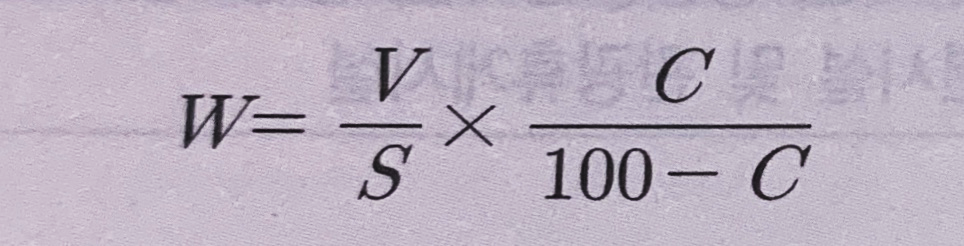 W = V/S × C/(100 − C)